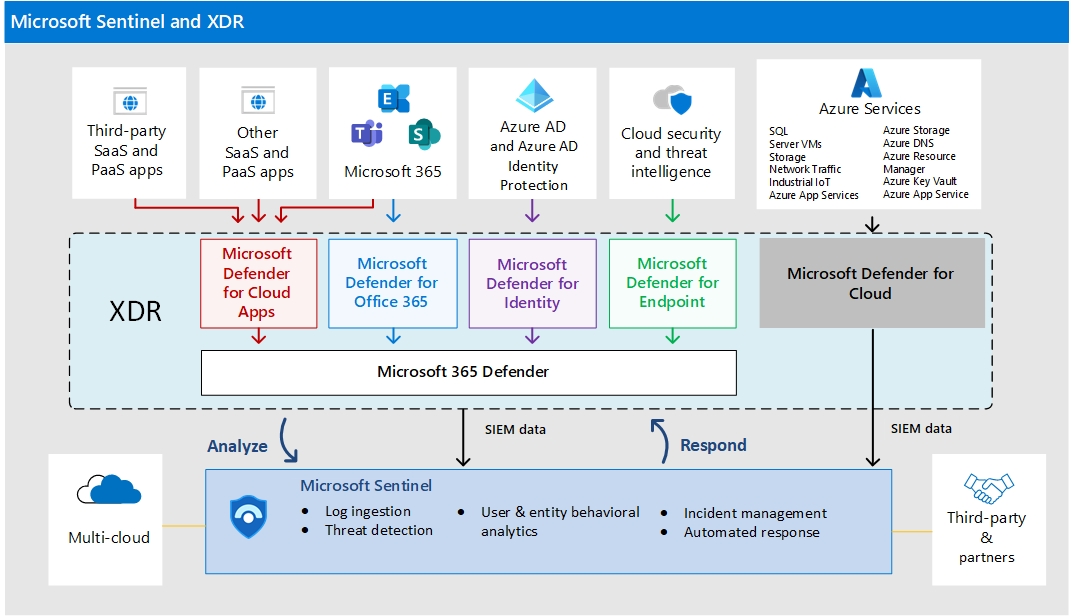 Microsoft Sentinel and XDR
Third-party
SaaS and
PaaS apps
Other
SaaS and
PaaS apps
E
T
S
Microsoft 365
Azure AD
and Azure AD
Identity
Protection
Cloud security
and threat
intelligence
Azure Services
SQL
Server VMs
Storage
Network Traffic
Industrial IoT
Azure App Services
Azure Storage
Azure DNS
Azure Resource
Manager
Azure Key Vault
Azure App Service
XDR
Microsoft
Defender
for Cloud
Apps
Microsoft
Defender for
Office 365
Microsoft
Defender for
Identity
Microsoft
Defender for
Endpoint
Microsoft Defender for
Cloud
Microsoft 365 Defender
Analyze
SIEM data
Respond
SIEM data
Multi-cloud
Microsoft Sentinel
• Log ingestion
• Threat detection
• User & entity behavioral
analytics
• Incident management
• Automated response
Third-party
&
partners